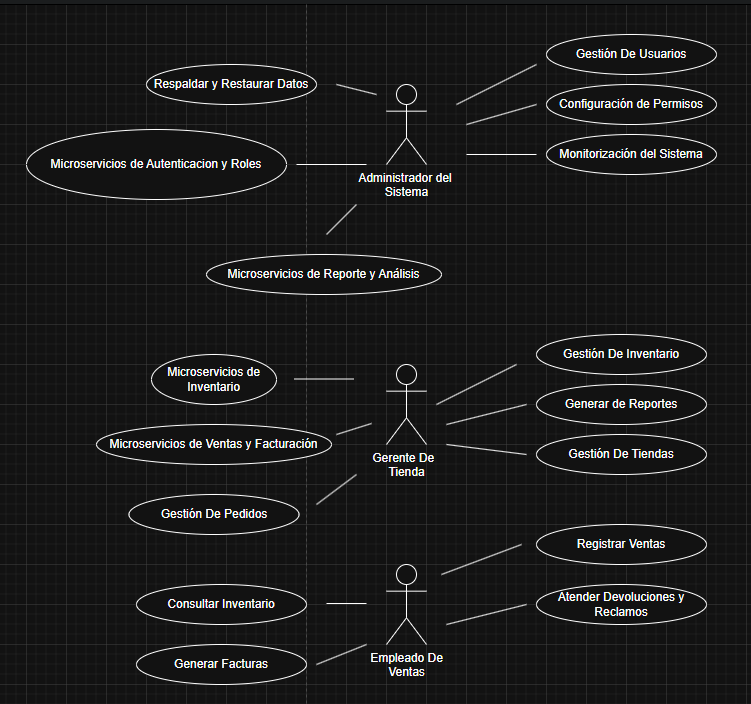 Gestión De Usuarios
Respaldar y Restaurar Datos
Configuración de Permisos
Microservicios de Autenticacion y Roles
Monitorización del Sistema
Administrador del
Sistema
Microservicios de Reporte y Análisis
Gestión De Inventario
Microservicios de
Inventario
Generar de Reportes
Microservicios de Ventas y Facturación
Gestión De Tiendas
Gerente De
Tienda
Gestión De Pedidos
Registrar Ventas
Consultar Inventario
Atender Devoluciones y
Reclamos
Generar Facturas
Empleado De
Ventas